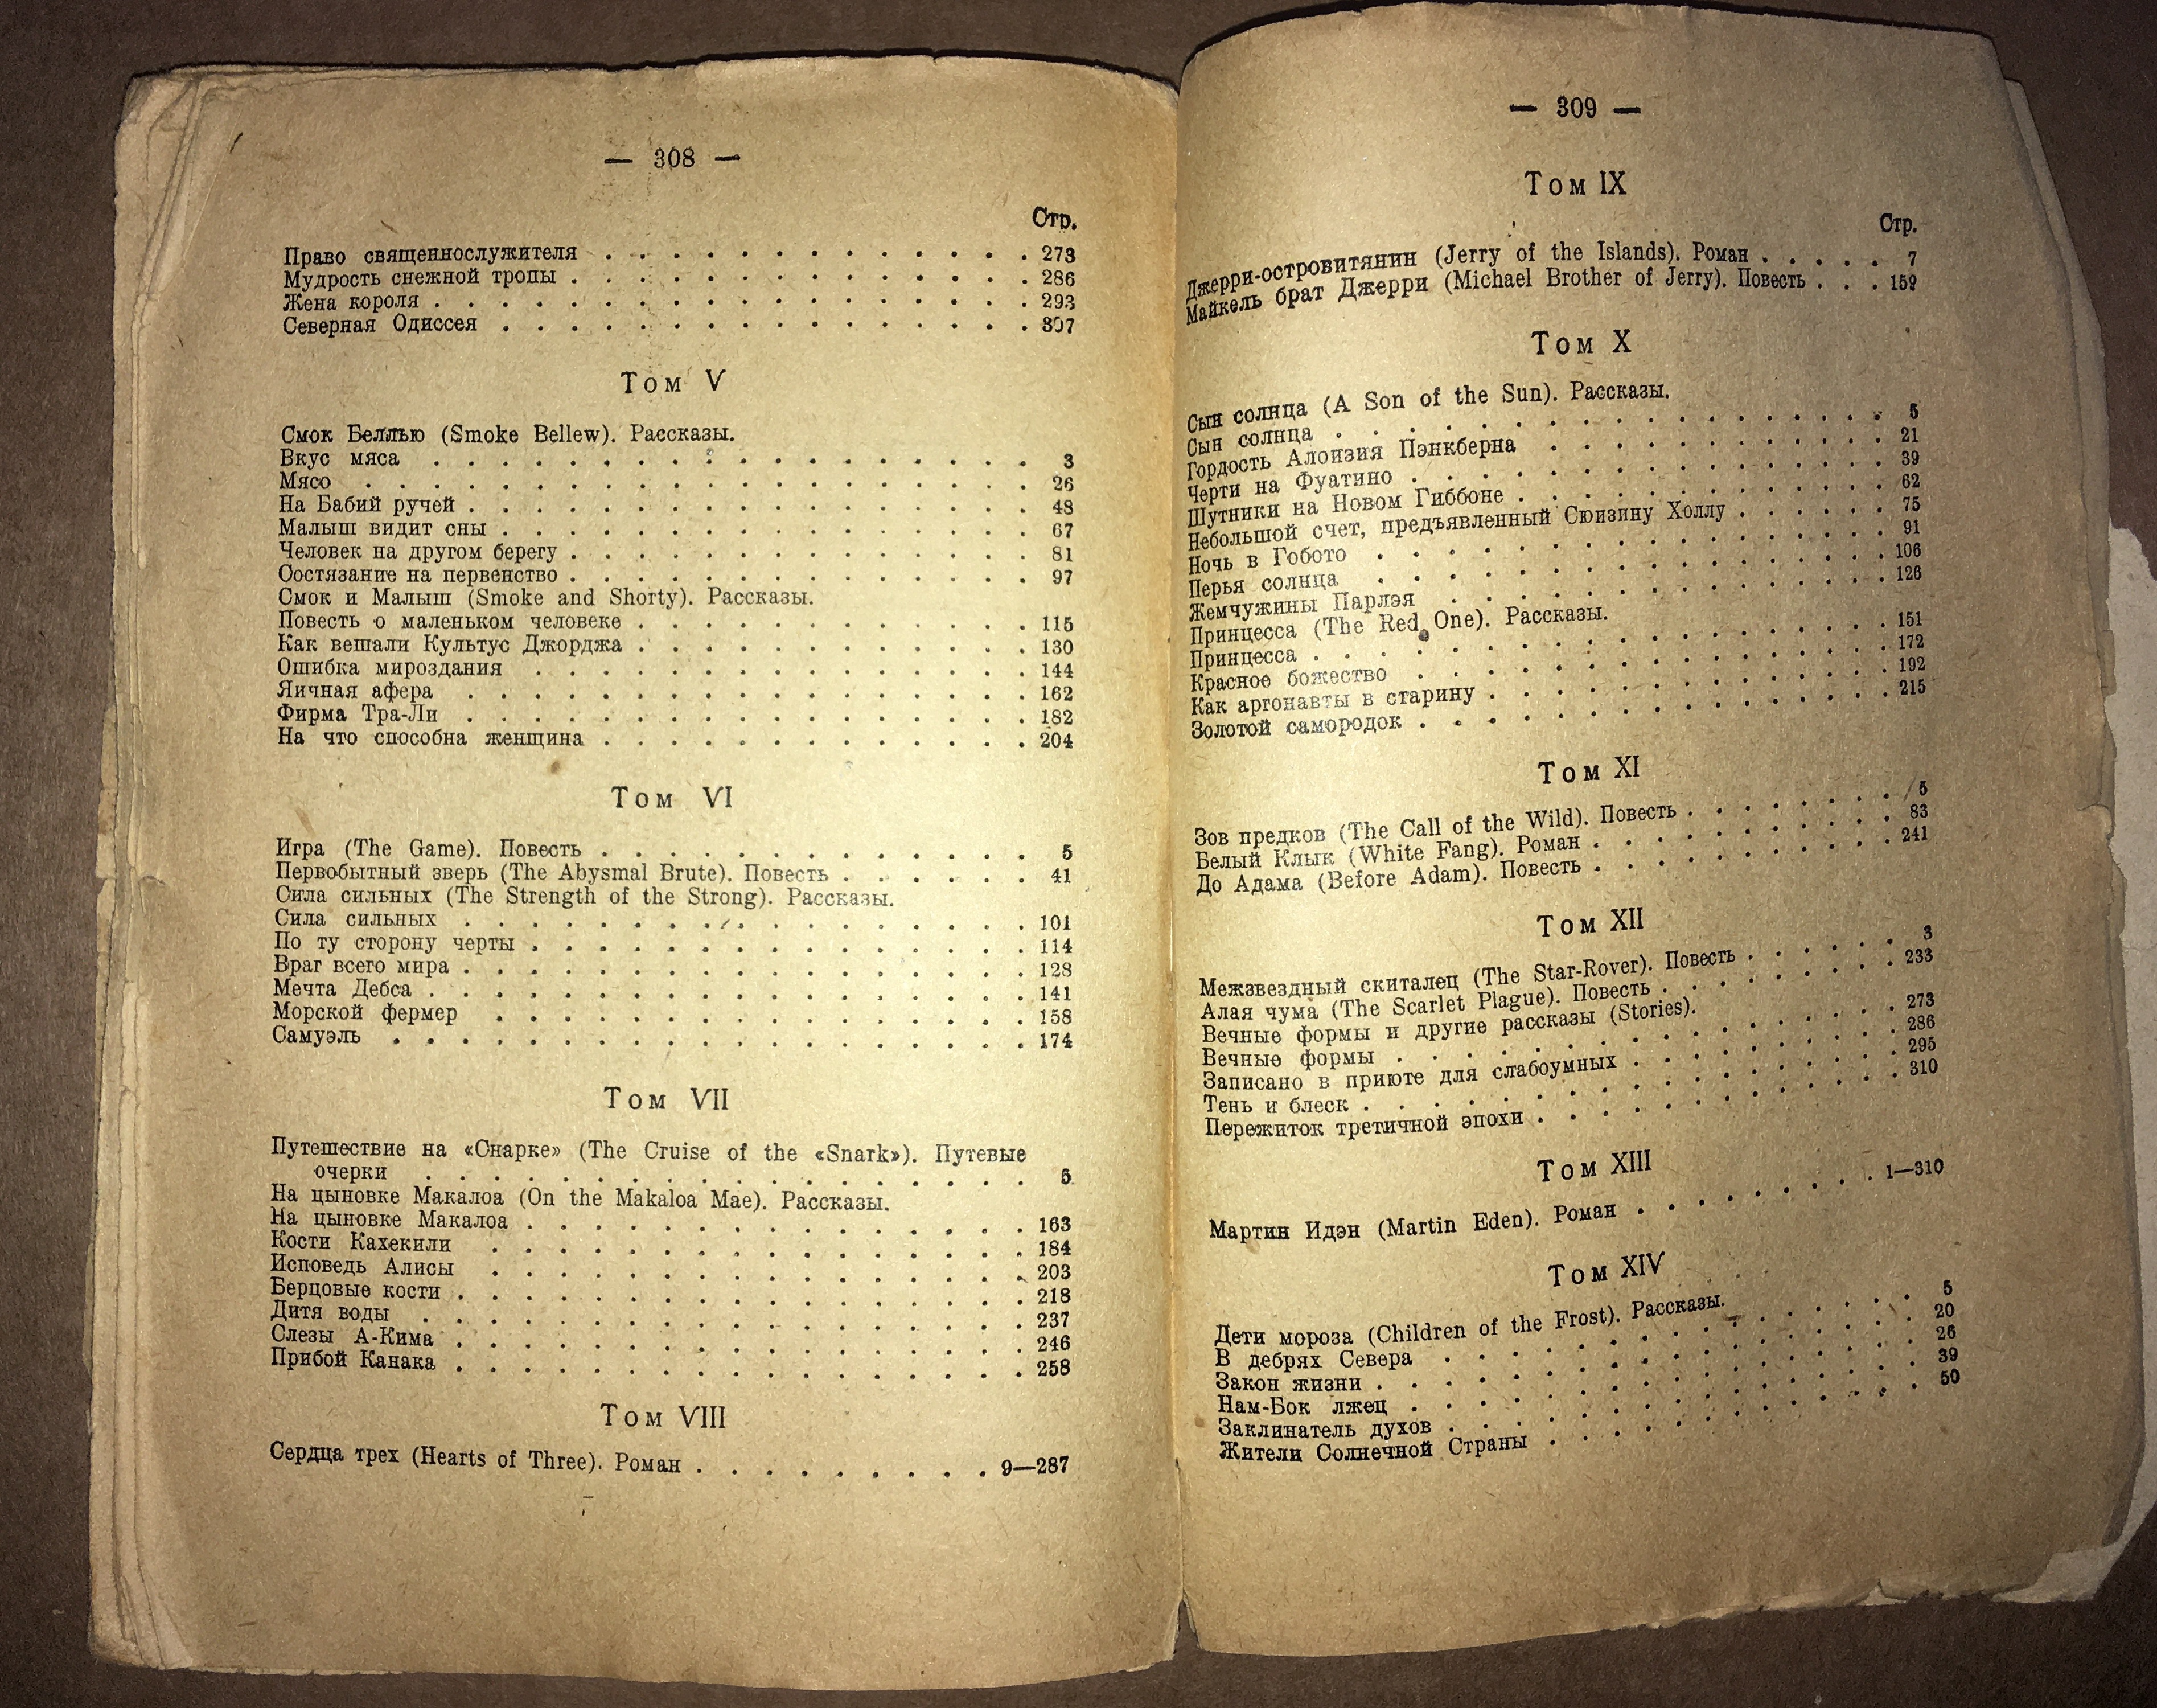 — 308 —
Стр.
Право священнослужителя . . . . . . . . . . . . . 273
Мудрость снежной тропы . . . . . . . . . . . . . . 286
Жена короля . . . . . . . . . . . . . . . . . . 293
Северная Одиссея . . . . . . . . . . . . . . . . 307
Том V
Смок Беллью (Smoke Bellew). Рассказы.
Вкус мяса . . . . . . . . . . . . . . . . . . 3
Мясо . . . . . . . . . . . . . . . . . . . . 26
На Бабий ручей . . . . . . . . . . . . . . . . . 48
Малыш видит сны . . . . . . . . . . . . . . . . 67
Человек на другом берегу . . . . . . . . . . . . . . 81
Состязание на первенство . . . . . . . . . . . . . . 97
Смок и Малыш (Smoke and Shorty). Рассказы.
Повесть о маленьком человеке . . . . . . . . . . . . 115
Как вешали Культус Джорджа . . . . . . . . . . . . 130
Ошибка мироздания . . . . . . . . . . . . . . . 144
Яичная афера . . . . . . . . . . . . . . . . . 162
Фирма Тра-Ли . . . . . . . . . . . . . . . . . 182
На что способна женщина . . . . . . . . . . . . . 204
Том VI
Игра (The Game). Повесть . . . . . . . . . . . . . 5
Первобытный зверь (The Abysmal Brute). Повесть . . . . . . 41
Сила сильных (The Strength of the Strong). Рассказы.
Сила сильных . . . . . . . . . . . . . . . . . 101
По ту сторону черты . . . . . . . . . . . . . . . 114
Враг всего мира . . . . . . . . . . . . . . . . . 128
Мечта Дебса . . . . . . . . . . . . . . . . . . 141
Морской фермер . . . . . . . . . . . . . . . . 158
Самуэль . . . . . . . . . . . . . . . . . . . 174
Том VII
Путешествие на «Снарке» (The Cruise of the «Snark»). Путевые
очерки . . . . . . . . . . . . . . . . . . 5
На цыновке Макалоа (On the Makaloa Mae). Рассказы.
На цыновке Макалоа . . . . . . . . . . . . . . . 163
Кости Кахекили . . . . . . . . . . . . . . . . 184
Исповедь Алисы . . . . . . . . . . . . . . . . 203
Берцовые кости . . . . . . . . . . . . . . . . . 218
Дитя воды . . . . . . . . . . . . . . . . . . 237
Слезы А-Кима . . . . . . . . . . . . . . . . . 246
Прибой Канака . . . . . . . . . . . . . . . . . 258
Том VIII
Сердца трех (Hearts of Three). Роман . . . . . . . . . 9—287
— 309 —
Том IX
Стр.
Джерри-островитянин (Jerry of the Islands). Роман . . . . . 7
Майкель брат Джерри (Michael Brother of Jerry). Повесть . . . 159
Том X
Сын солнца (A Son of the Sun). Рассказы.
Сын солнца . . . . . . . . . . . . . . . . . 5
Гордость Алоизия Пэнкберна . . . . . . . . . . . 21
Черти на Фуатино . . . . . . . . . . . . . . . 39
Шутники на Новом Гиббоне . . . . . . . . . . . . 62
Небольшой счет, предъявленный Сюизину Холлу . . . . . . 75
Ночь в Гобото . . . . . . . . . . . . . . . . 91
Перья солнца . . . . . . . . . . . . . . . . 106
Жемчужины Парлэя . . . . . . . . . . . . . . . 126
Принцесса (The Red One). Рассказы.
Принцесса . . . . . . . . . . . . . . . . . . 151
Красное божество . . . . . . . . . . . . . . . 172
Как аргонавты в старину . . . . . . . . . . . . . 192
Золотой самородок . . . . . . . . . . . . . . . 215
Том XI
Зов предков (The Call of the Wild). Повесть . . . . . . . 5
Белый Клык (White Fang). Роман . . . . . . . . . . 83
До Адама (Before Adam). Повесть . . . . . . . . . . 241
Том XII
Межзвездный скиталец (The Star-Rover). Повесть . . . . . . 3
Алая чума (The Scarlet Plague). Повесть . . . . . . . . 233
Вечные формы и другие рассказы (Stories).
Вечные формы . . . . . . . . . . . . . . . . 273
Записано в приюте для слабоумных . . . . . . . . . 286
Тень и блеск . . . . . . . . . . . . . . . . . 295
Пережиток третичной эпохи . . . . . . . . . . . . 310
Том XIII
Мартин Идэн (Martin Eden). Роман . . . . . . . . . 1—310
Том XIV
Дети мороза (Children of the Frost). Рассказы.
В дебрях Севера . . . . . . . . . . . . . . . 5
Закон жизни . . . . . . . . . . . . . . . . . 20
Нам-Бок лжец . . . . . . . . . . . . . . . . 26
Заклинатель духов . . . . . . . . . . . . . . . 39
Жители Солнечной Страны . . . . . . . . . . . . 50